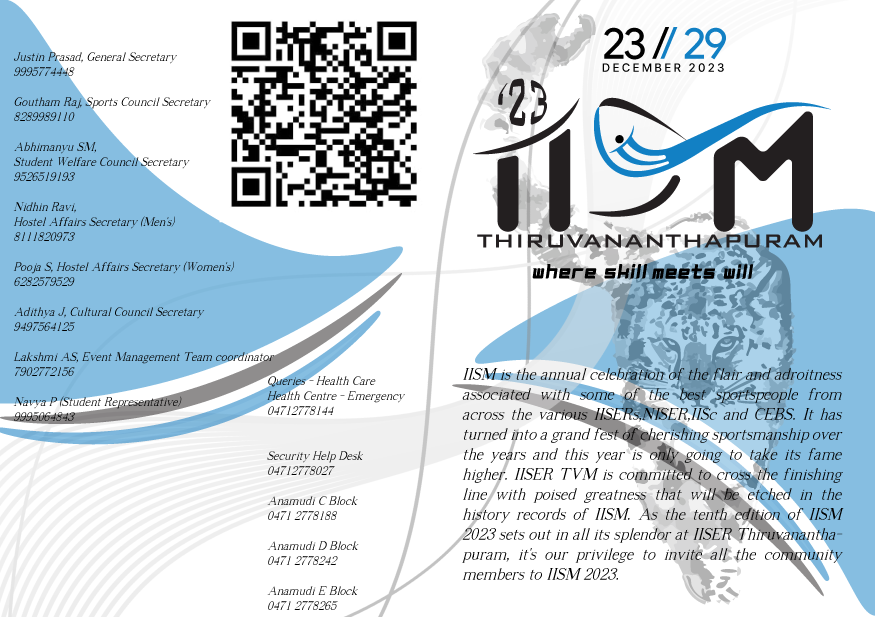 Justin Prasad, General Secretary
9995774448
Goutham Raj, Sports Council Secretary
8289989110
Abhimanyu SM,
Student Welfare Council Secretary
9526519193
Nidhin Ravi,
Hostel Affairs Secretary (Men's)
8111820973
Pooja S, Hostel Affairs Secretary (Women's)
6282579529
Adithya J, Cultural Council Secretary
9497564125
Lakshmi AS, Event Management Team coordinator
7902772156
Navya P (Student Representative)
9995064843
Queries - Health Care
Health Centre - Emergency
04712778144
Security Help Desk
04712778027
Anamudi C Block
0471 2778188
Anamudi D Block
0471 2778242
Anamudi E Block
0471 2778265
23 // 29
DECEMBER 2023
'23
IISM
THIRUVANANTHAPURAM
where skill meets will
IISM is the annual celebration of the flair and adroitness
associated with some of the best sportspeople from
across the various IISERs,NISER,IISc and CEBS. It has
turned into a grand fest of cherishing sportsmanship over
the years and this year is only going to take its fame
higher. IISER TVM is committed to cross the finishing
line with poised greatness that will be etched in the
history records of IISM. As the tenth edition of IISM
2023 sets out in all its splendor at IISER Thiruvanantha-
puram, it's our privilege to invite all the community
members to IISM 2023.